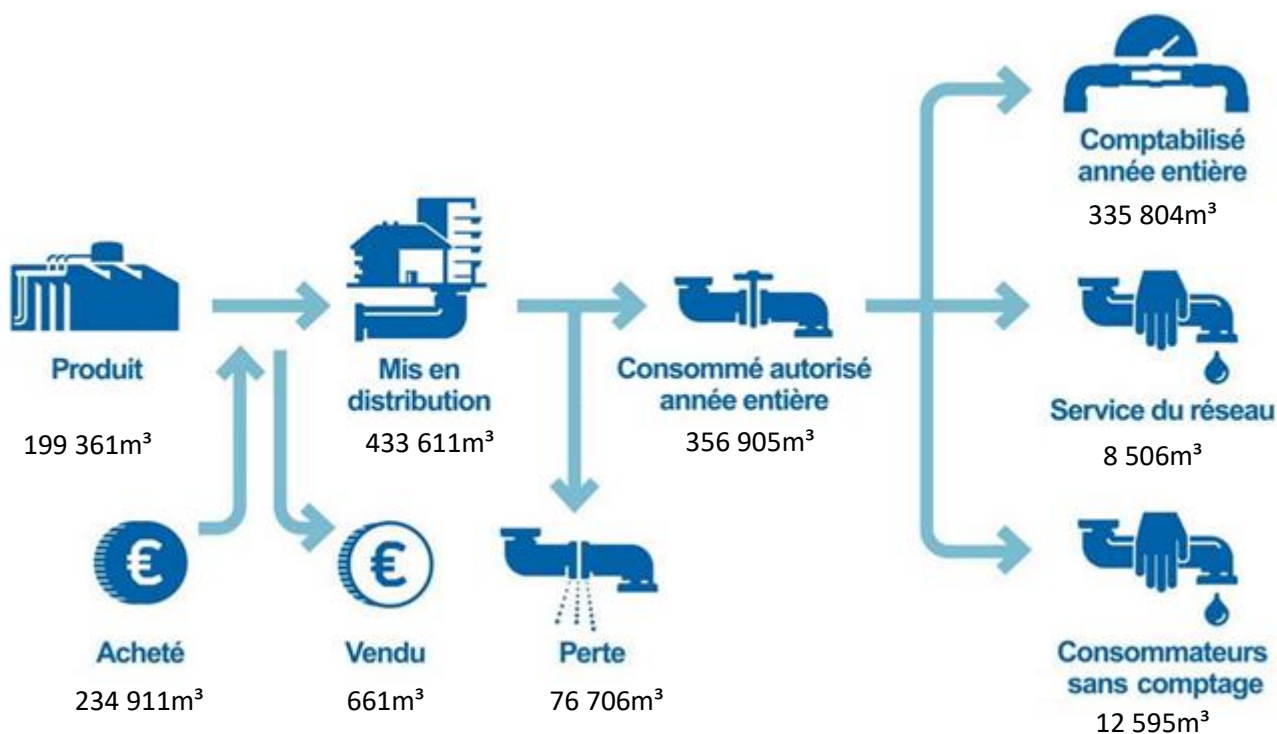 Comptabilisé
année entière
335 804m³
Produit
199 361m³
Mis en
distribution
433 611m³
Consommé autorisé
année entière
356 905m³
Service du réseau
8 506m³
€
Acheté
234 911m³
€
Vendu
661m³
Perte
76 706m³
Consommateurs
sans comptage
12 595m³